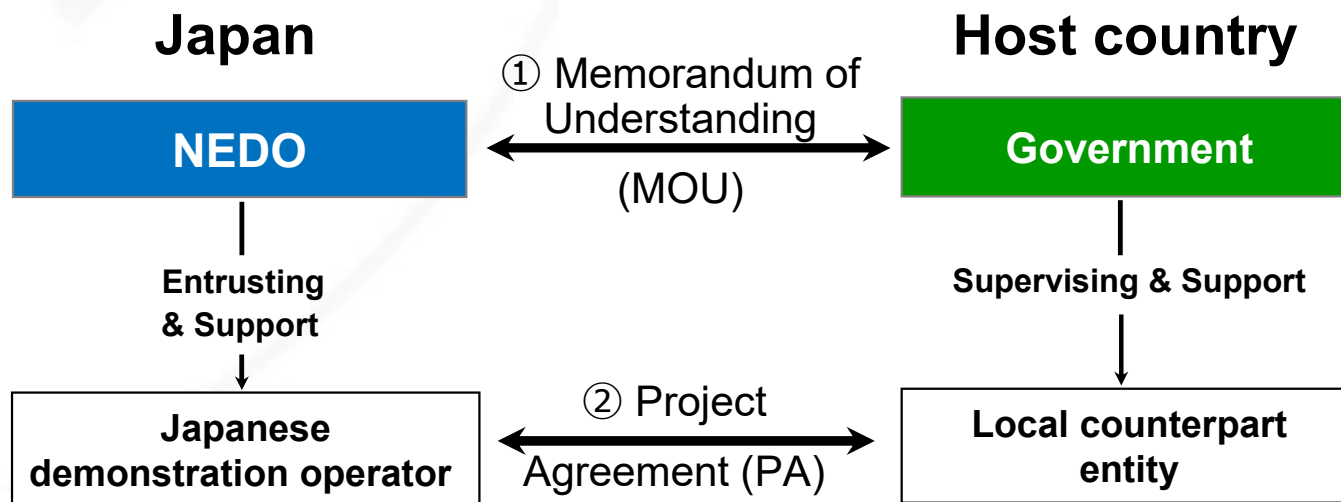 Japan
Host country
① Memorandum of
Understanding
(MOU)
NEDO
Government
Entrusting
& Support
Supervising & Support
② Project
Agreement (PA)
Japanese
demonstration operator
Local counterpart
entity